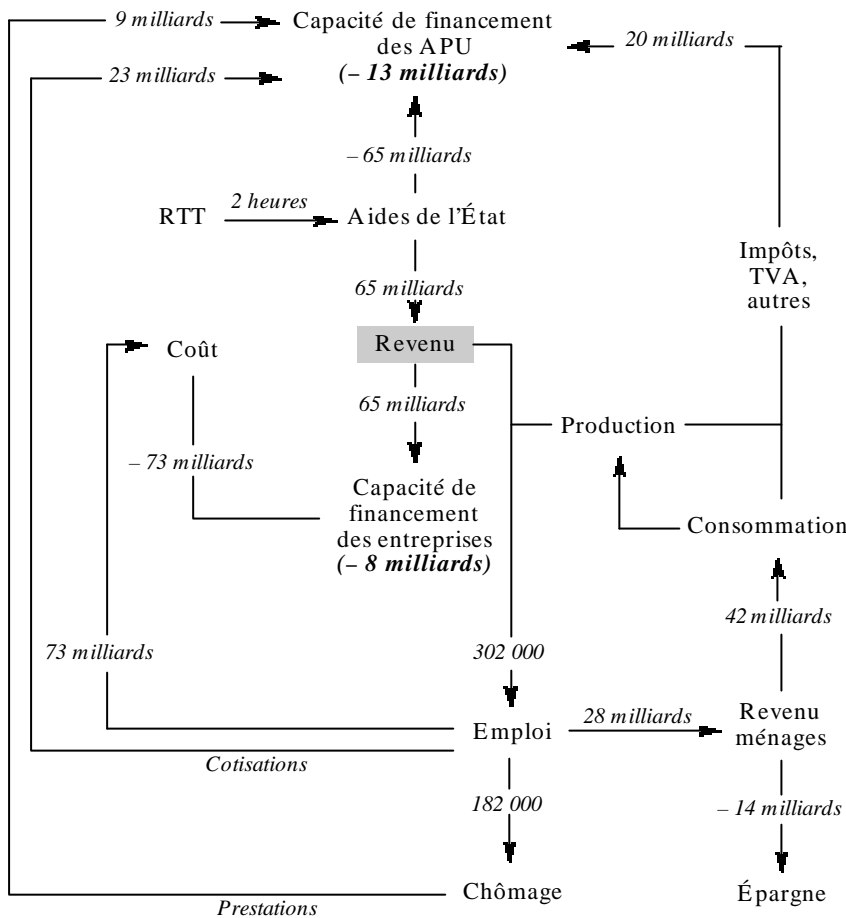 9 milliards
Capacité de financement
des APU
(– 13 milliards)
20 milliards
23 milliards
– 65 milliards
RTT
2 heures
Aides de l'État
Impôts,
TVA,
autres
65 milliards
Coût
Revenu
65 milliards
Production
– 73 milliards
Capacité de
financement
des entreprises
(– 8 milliards)
Consommation
42 milliards
73 milliards
302 000
Emploi
28 milliards
Revenu
ménages
Cotisations
182 000
– 14 milliards
Chômage
Épargne
Prestations